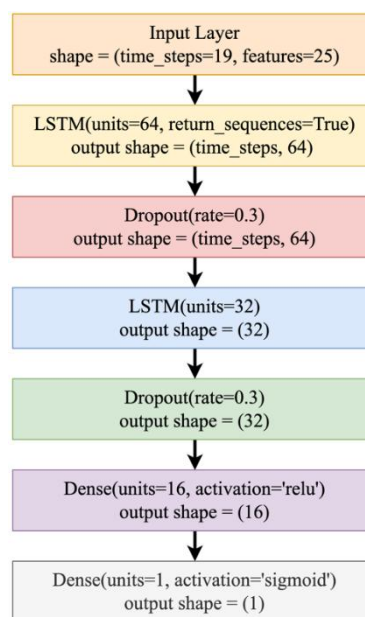 Input Layer
shape = (time_steps=19, features=25)
LSTM(units=64, return_sequences=True)
output shape = (time_steps, 64)
Dropout(rate=0.3)
output shape = (time_steps, 64)
LSTM(units=32)
output shape = (32)
Dropout(rate=0.3)
output shape = (32)
Dense(units=16, activation='relu')
output shape = (16)
Dense(units=1, activation='sigmoid')
output shape = (1)